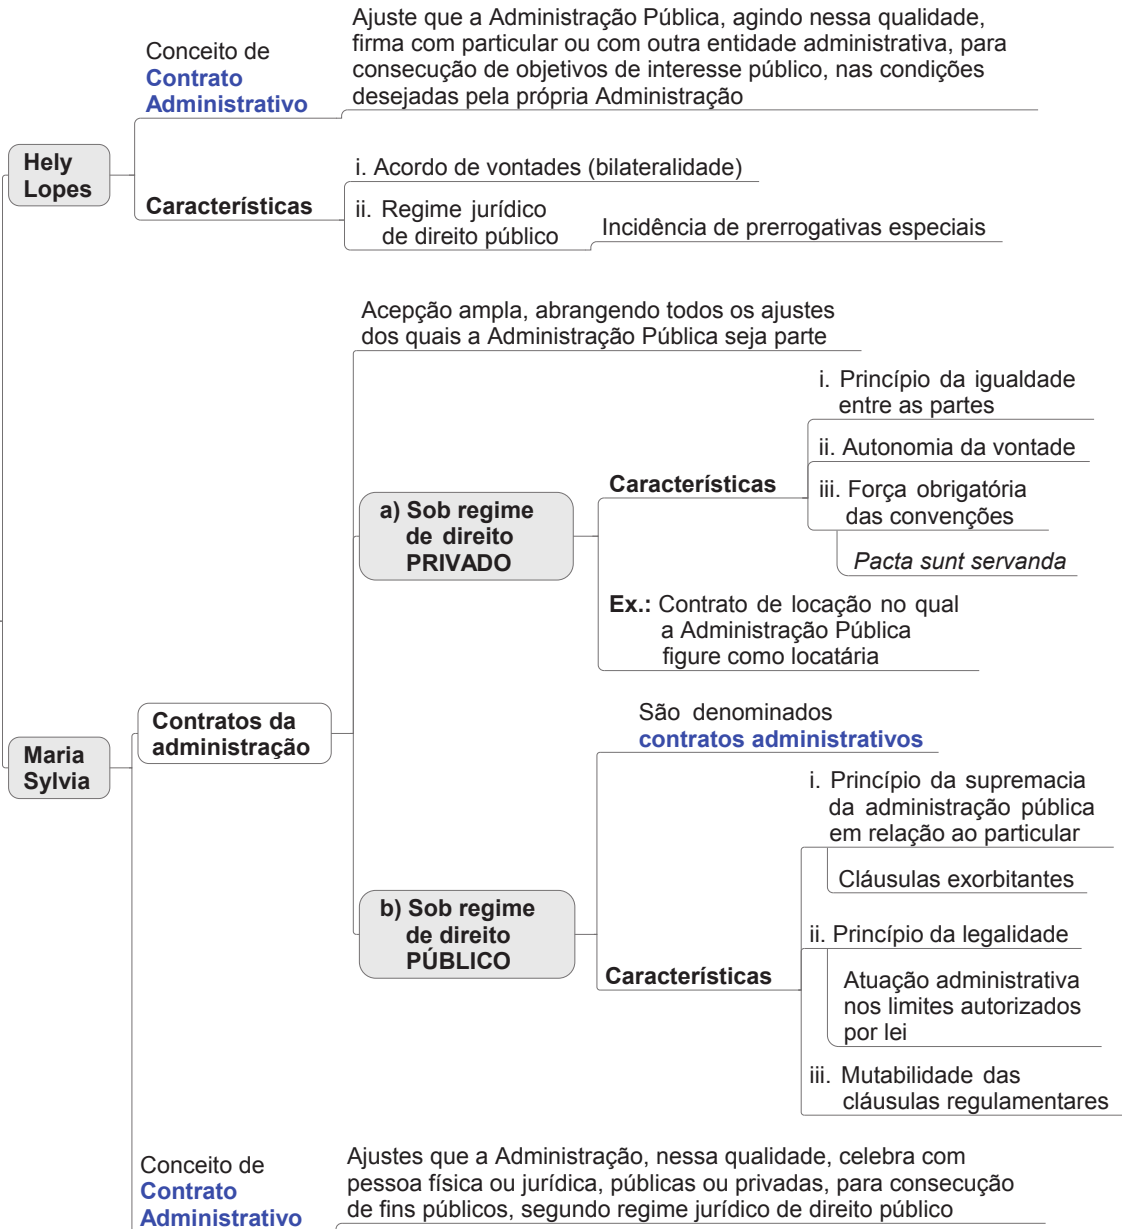 Hely
Lopes
Conceito de
Contrato
Administrativo
Ajuste que a Administração Pública, agindo nessa qualidade,
firma com particular ou com outra entidade administrativa, para
consecução de objetivos de interesse público, nas condições
desejadas pela própria Administração
Características
i. Acordo de vontades (bilateralidade)
ii. Regime jurídico
de direito público
Incidência de prerrogativas especiais
Maria
Sylvia
Contratos da
administração
Acepção ampla, abrangendo todos os ajustes
dos quais a Administração Pública seja parte
a) Sob regime
de direito
PRIVADO
Características
i. Princípio da igualdade
entre as partes
ii. Autonomia da vontade
iii. Força obrigatória
das convenções
Pacta sunt servanda
Ex.: Contrato de locação no qual
a Administração Pública
figure como locatária
b) Sob regime
de direito
PÚBLICO
São denominados
contratos administrativos
Características
i. Princípio da supremacia
da administração pública
em relação ao particular
Cláusulas exorbitantes
ii. Princípio da legalidade
Atuação administrativa
nos limites autorizados
por lei
iii. Mutabilidade das
cláusulas regulamentares
Conceito de
Contrato
Administrativo
Ajustes que a Administração, nessa qualidade, celebra com
pessoa física ou jurídica, públicas ou privadas, para consecução
de fins públicos, segundo regime jurídico de direito público